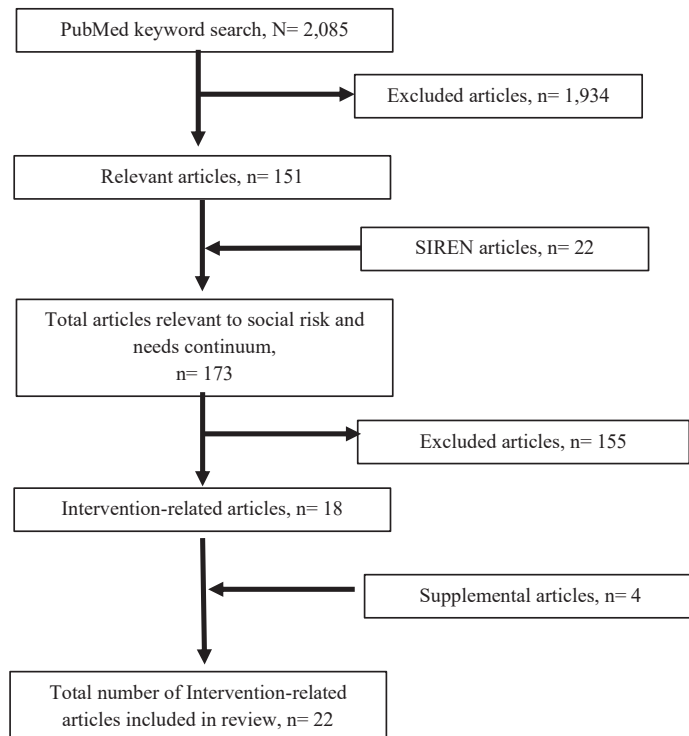 PubMed keyword search, N= 2,085
Excluded articles, n= 1,934
Relevant articles, n= 151
SIREN articles, n= 22
Total articles relevant to social risk and
needs continuum,
n= 173
Excluded articles, n= 155
Intervention-related articles, n= 18
Supplemental articles, n= 4
Total number of Intervention-related
articles included in review, n= 22